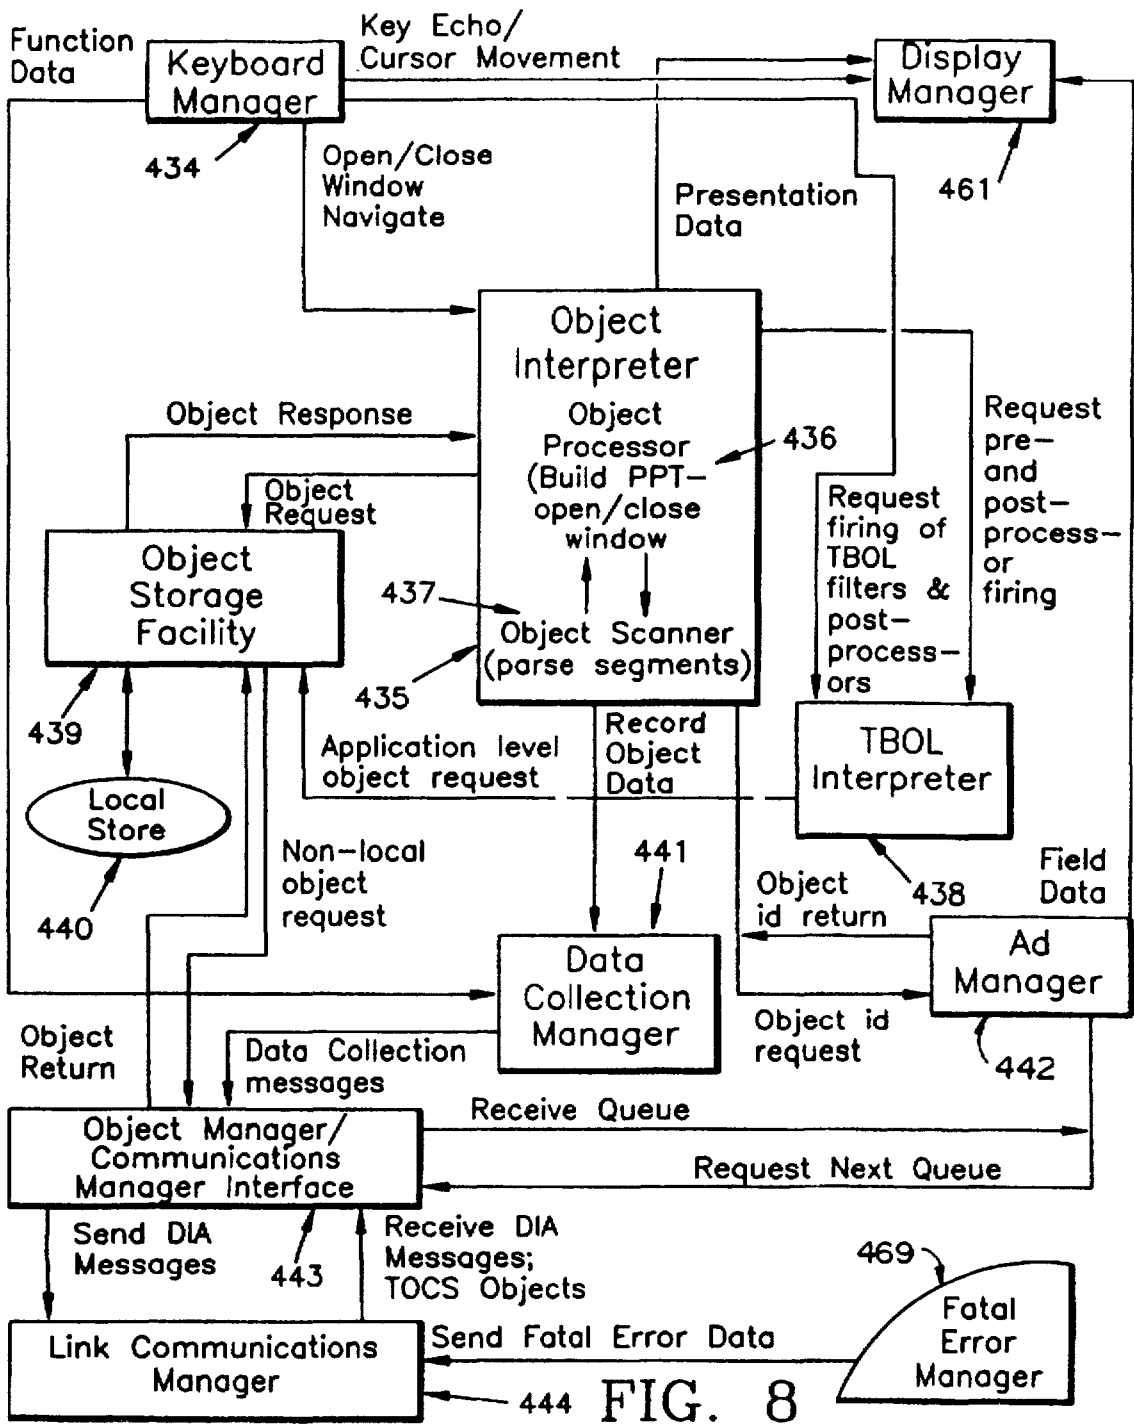 Function
Data
Keyboard
Manager
434
Key Echo/
Cursor Movement
Display
Manager
461
Open/Close
Window
Navigate
Presentation
Data
Object
Interpreter
Object
Processor
(Build PPT-
open/close
window
436
Object Scanner
(parse segments)
437
435
Object Response
Object
Request
Request
firing of
TBOL
filters &
post-
process-
ors
Request
pre-
and
post-
process-
or
firing
Object
Storage
Facility
439
Local
Store
440
Application level
object request
Record
Object
Data
TBOL
Interpreter
438
Non-local
object
request
441
Object
id return
Field
Data
Data
Collection
Manager
Ad
Manager
442
Object id
request
Object
Return
Data Collection
messages
Object Manager/
Communications
Manager Interface
443
Receive Queue
Request Next Queue
Send DIA
Messages
Receive DIA
Messages;
TOCS Objects
469
Fatal
Error
Manager
Link Communications
Manager
444
Send Fatal Error Data
FIG. 8